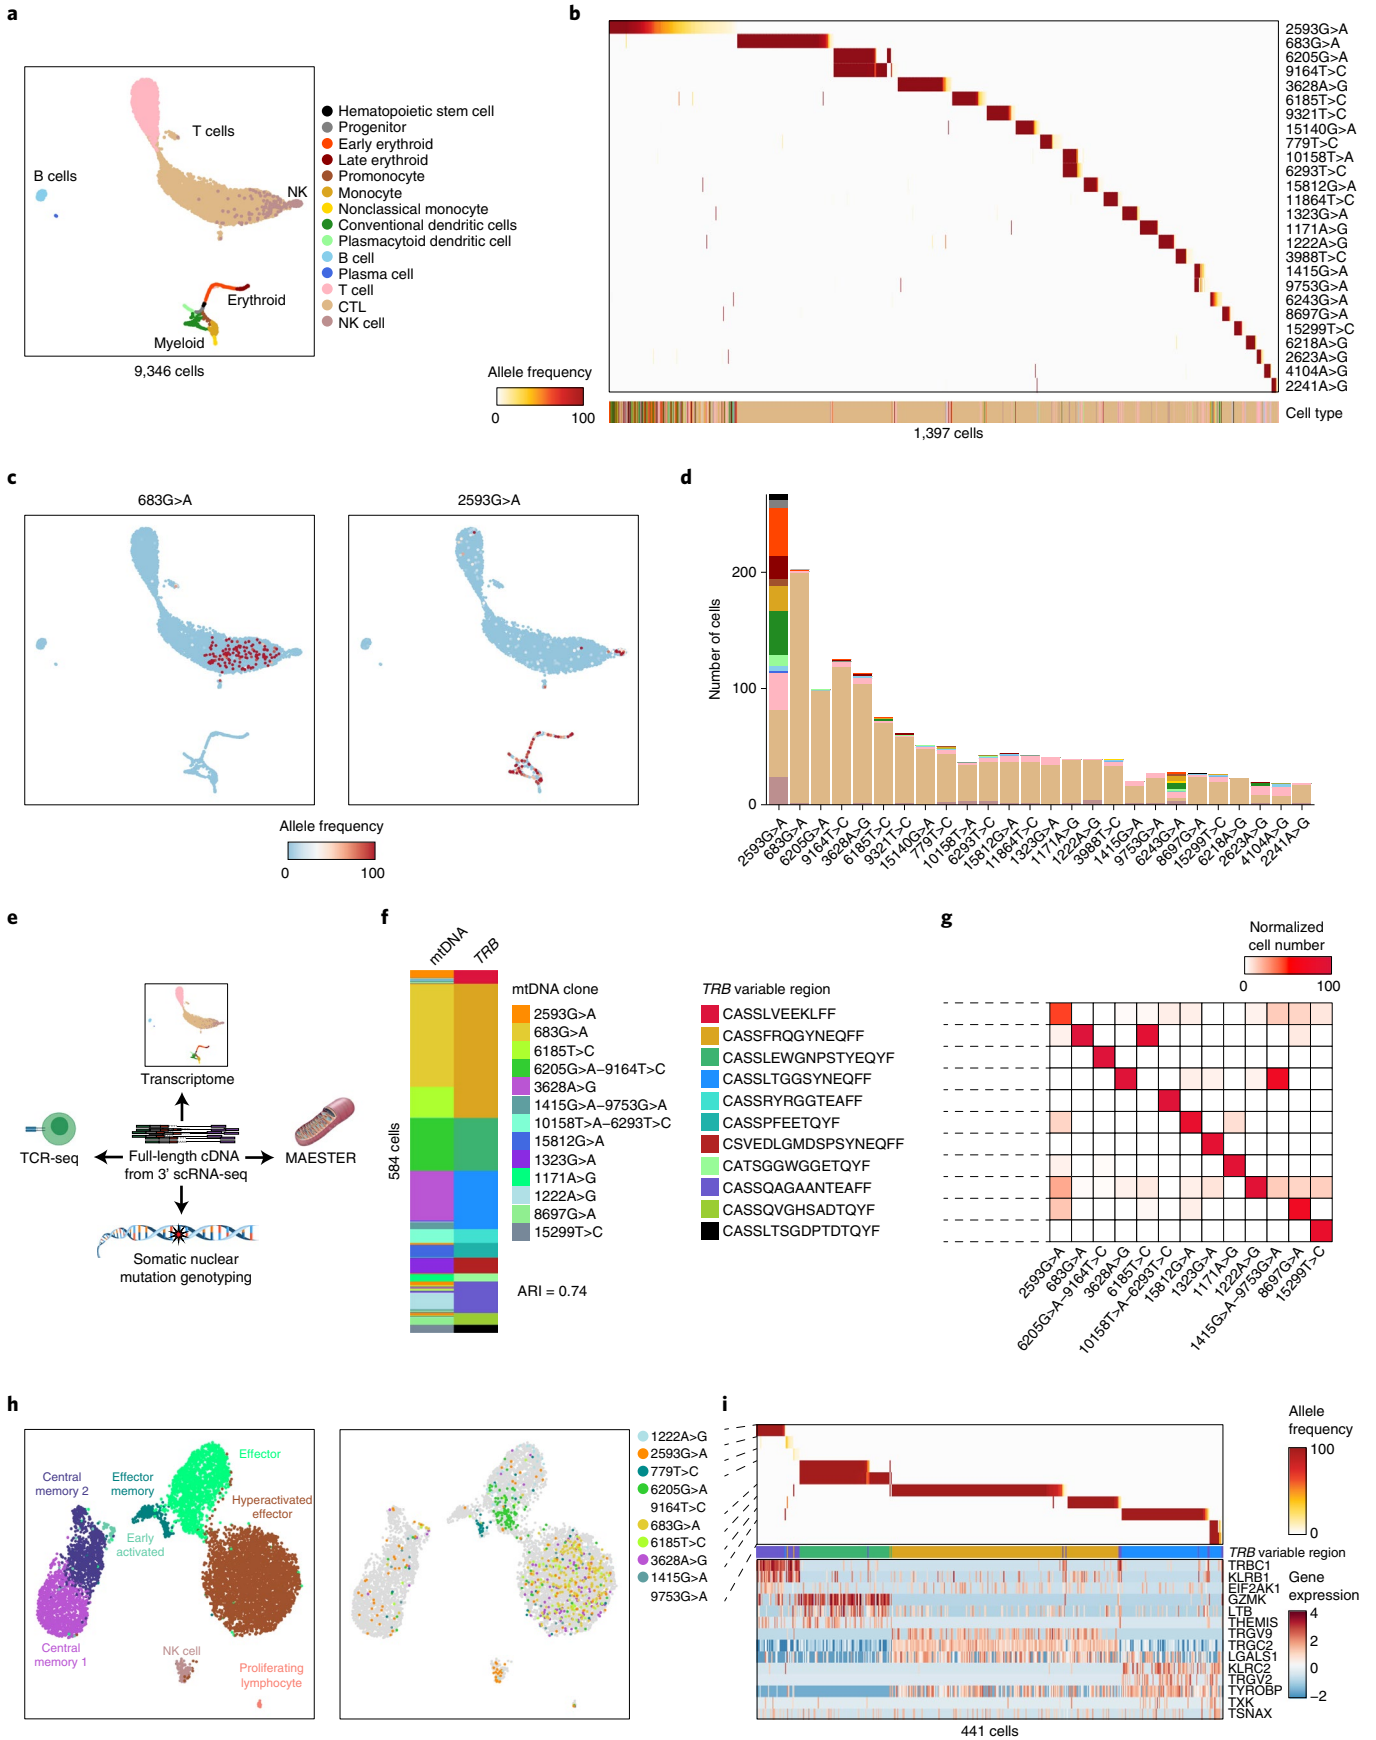 a
T cells
B cells
NK
Erythroid
Myeloid
9,346 cells
Hematopoietic stem cell
Progenitor
Early erythroid
Late erythroid
Promonocyte
Monocyte
Nonclassical monocyte
Conventional dendritic cells
Plasmacytoid dendritic cell
B cell
Plasma cell
T cell
CTL
NK cell
b
2593G>A
683G>A
6205G>A
9164T>C
3628A>G
6185T>C
9321T>C
15140G>A
779T>C
10158T>A
6293T>C
15812G>A
11864T>C
1323G>A
1171A>G
1222A>G
3988T>C
1415G>A
9753G>A
6243G>A
8697G>A
15299T>C
6218A>G
2623A>G
4104A>G
2241A>G
Allele frequency
0 100
Cell type
1,397 cells
c
683G>A
2593G>A
Allele frequency
0 100
d
Number of cells
200
100
0
2593G>A
683G>A
6205G>A
9164T>C
3628A>G
6185T>C
9321T>C
15140G>A
779T>C
10158T>A
6293T>C
15812G>A
11864T>C
1323G>A
1171A>G
1222A>G
3988T>C
1415G>A
9753G>A
6243G>A
8697G>A
15299T>C
6218A>G
2623A>G
4104A>G
2241A>G
e
Transcriptome
TCR-seq
Full-length cDNA
from 3′ scRNA-seq
MAESTER
Somatic nuclear
mutation genotyping
f
mtDNA
TRB
584 cells
mtDNA clone
2593G>A
683G>A
6185T>C
6205G>A–9164T>C
3628A>G
1415G>A–9753G>A
10158T>A–6293T>C
15812G>A
1323G>A
1171A>G
1222A>G
8697G>A
15299T>C
ARI = 0.74
TRB variable region
CASSLVEEKLFF
CASSFRQGYNEQFF
CASSLEWGNPSTYEQYF
CASSLTGGSYNEQFF
CASSRYRGGTEAFF
CASSPFEETQYF
CSVEDLGMDSPSYNEQFF
CATSGGWGGETQYF
CASSQAGAANTEAFF
CASSQVGHSADTQYF
CASSLTSGDPTDTQYF
g
Normalized
cell number
0 100
2593G>A
683G>A
6205G>A–9164T>C
3628A>G
6185T>C
10158T>A–6293T>C
15812G>A
1323G>A
1171A>G
1222A>G
1415G>A–9753G>A
8697G>A
15299T>C
h
Effector
Central
memory 2
Effector
memory
Hyperactivated
effector
Early
activated
Central
memory 1
NK cell
Proliferating
lymphocyte
1222A>G
2593G>A
779T>C
6205G>A
9164T>C
683G>A
6185T>C
3628A>G
1415G>A
9753G>A
i
Allele
frequency
100
0
TRB variable region
TRBC1
KLRB1
EIF2AK1
GZMK
LTB
THEMIS
TRGV9
TRGC2
LGALS1
KLRC2
TRGV2
TYROBP
TXK
TSNAX
Gene
expression
4
2
0
−2
441 cells